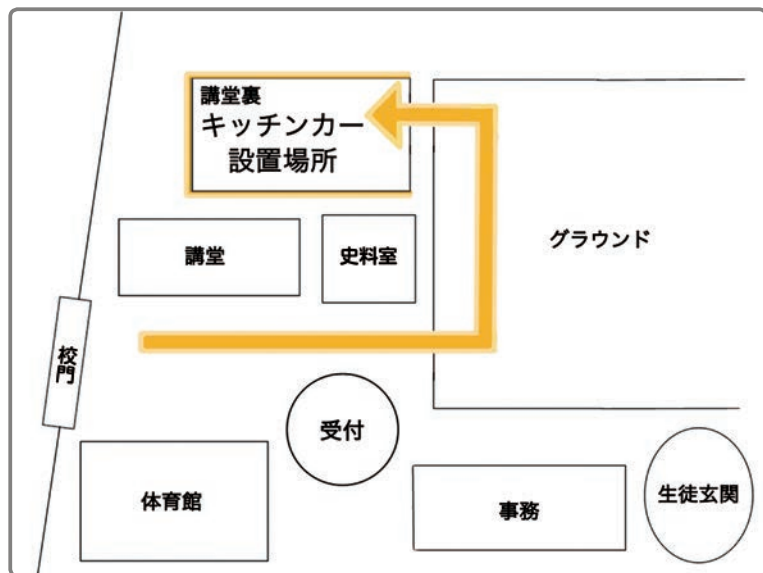 講堂裏
キッチンカー
設置場所
講堂
史料室
グラウンド
校門
受付
体育館
事務
生徒玄関